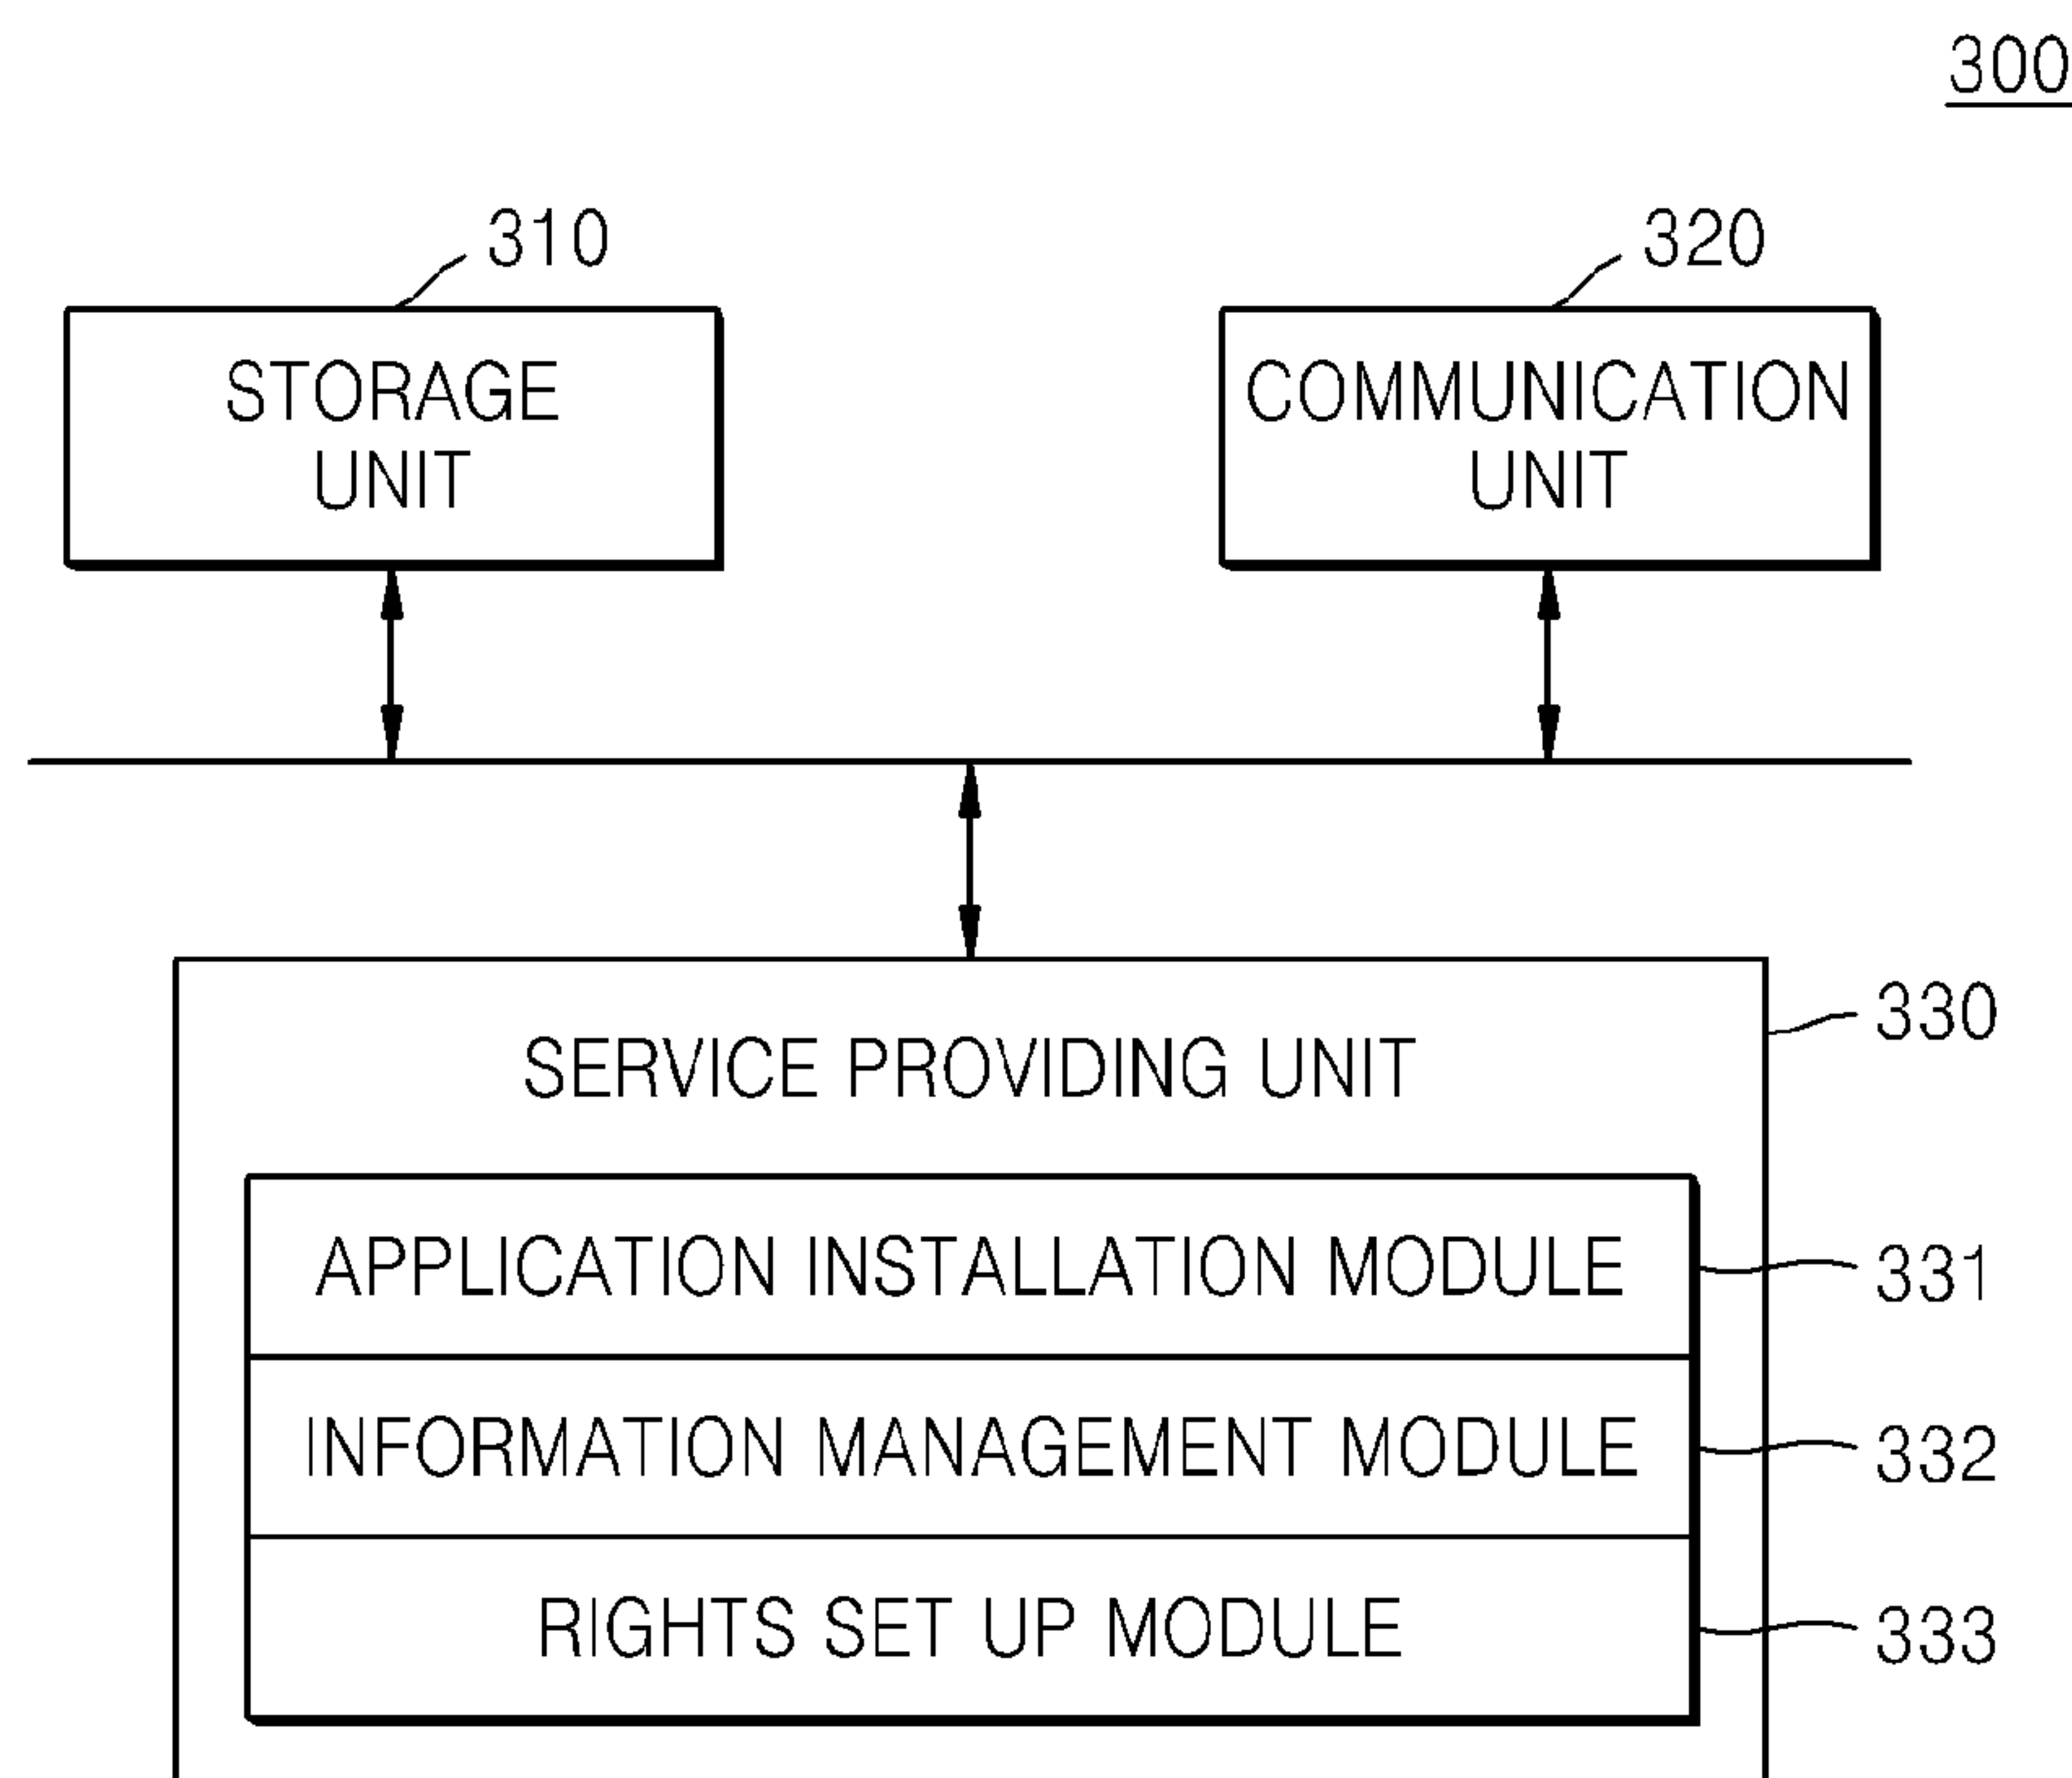 300
310
320
STORAGE
UNIT
COMMUNICATION
UNIT
330
SERVICE PROVIDING UNIT
APPLICATION INSTALLATION MODULE
331
INFORMATION MANAGEMENT MODULE
332
RIGHTS SET UP MODULE
333